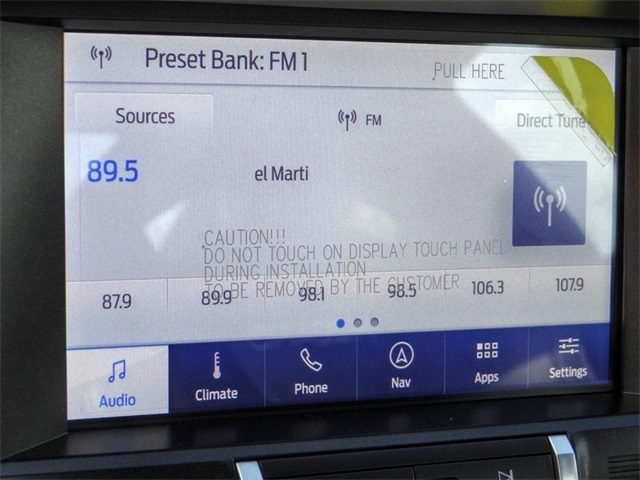 Preset Bank: FM 1
PULL HERE
Sources
FM
Direct Tune
89.5
el Marti
CAUTION!!!
DO NOT TOUCH ON DISPLAY TOUCH PANEL
DURING INSTALLATION
TO BE REMOVED BY THE CUSTOMER
87.9 89.9 98.1 98.5 106.3 107.9
Audio Climate Phone Nav Apps Settings